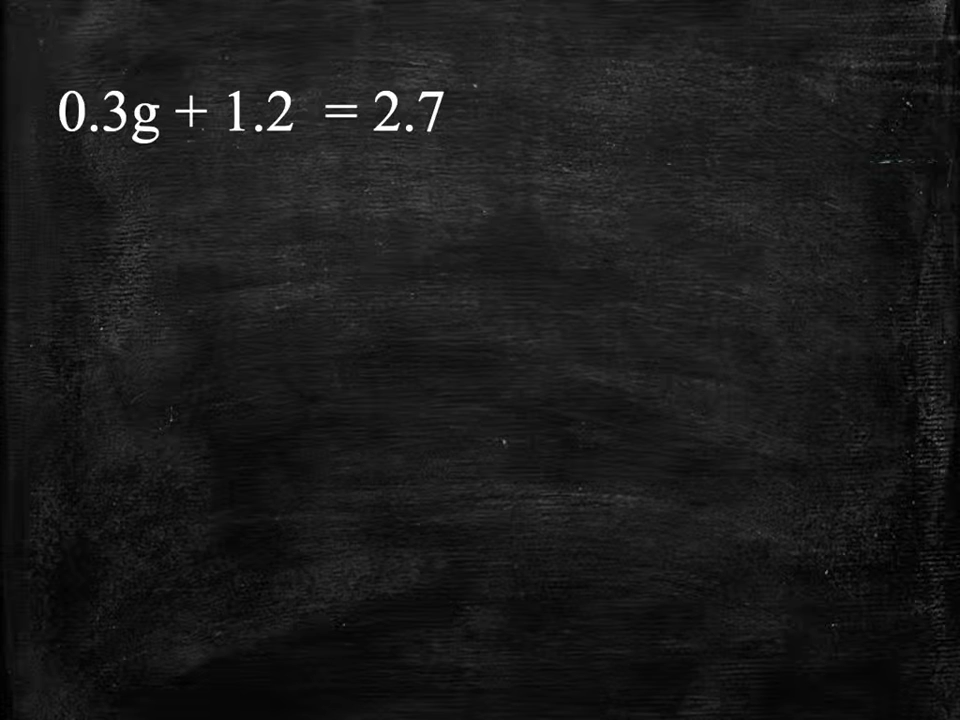 0.3g + 1.2 = 2.7